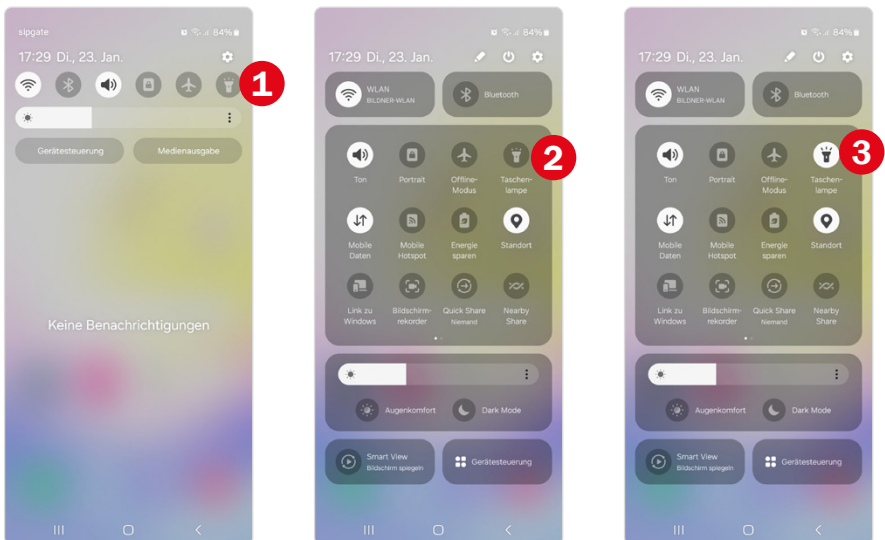 sipgate
84%
17:29 Di., 23. Jan.
1
Gerätesteuerung
Medienausgabe
Keine Benachrichtigungen
84%
17:29 Di., 23. Jan.
WLAN
BILDNER-WLAN
Bluetooth
2
Ton
Portrait
Offline-
Modus
Taschen-
lampe
Mobile
Daten
Mobile
Hotspot
Energie
sparen
Standort
Link zu
Windows
Bildschirm-
rekorder
Quick Share
Niemand
Nearby
Share
Augenkomfort
Dark Mode
Smart View
Bildschirm spiegeln
Gerätesteuerung
84%
17:29 Di., 23. Jan.
WLAN
BILDNER-WLAN
Bluetooth
3
Ton
Portrait
Offline-
Modus
Taschen-
lampe
Mobile
Daten
Mobile
Hotspot
Energie
sparen
Standort
Link zu
Windows
Bildschirm-
rekorder
Quick Share
Niemand
Nearby
Share
Augenkomfort
Dark Mode
Smart View
Bildschirm spiegeln
Gerätesteuerung